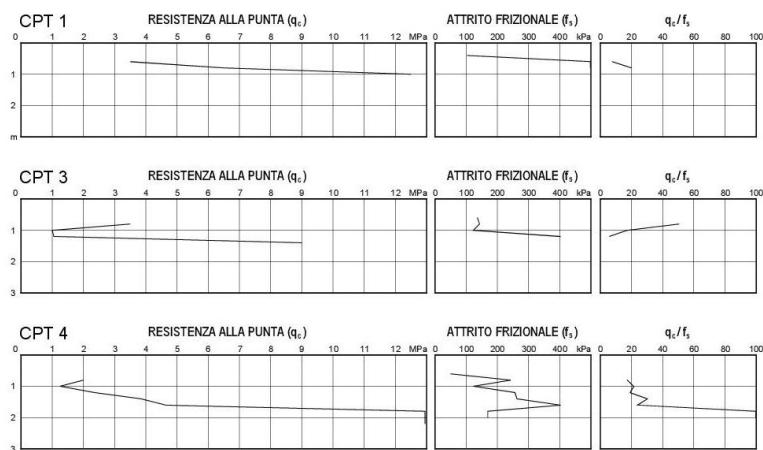 CPT 1 RESISTENZA ALLA PUNTA (qc) ATTRITO FRIZIONALE (fs) qc / fs
0 1 2 3 4 5 6 7 8 9 10 11 12 MPa 0 100 200 300 400 kPa 0 20 40 60 80 100
1
2
m
CPT 3 RESISTENZA ALLA PUNTA (qc) ATTRITO FRIZIONALE (fs) qc / fs
0 1 2 3 4 5 6 7 8 9 10 11 12 MPa 0 100 200 300 400 kPa 0 20 40 60 80 100
1
2
3
CPT 4 RESISTENZA ALLA PUNTA (qc) ATTRITO FRIZIONALE (fs) qc / fs
0 1 2 3 4 5 6 7 8 9 10 11 12 MPa 0 100 200 300 400 kPa 0 20 40 60 80 100
1
2
3